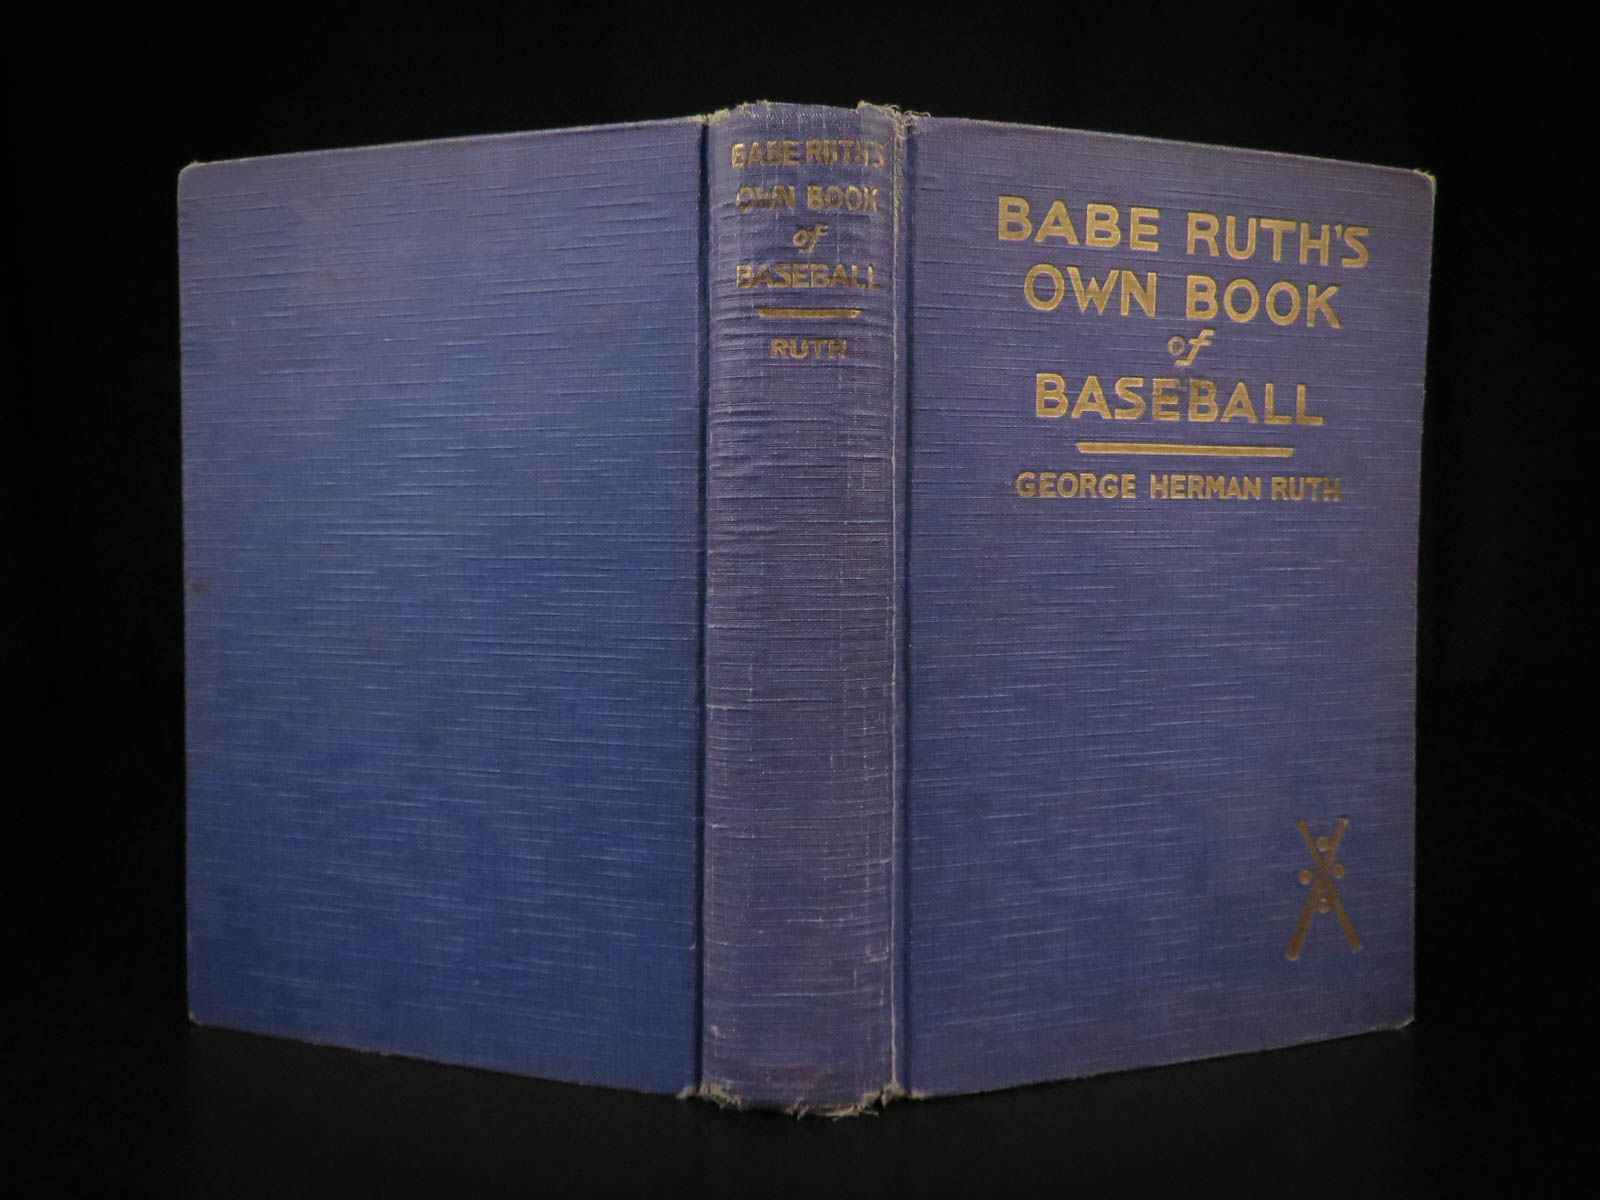 BABE RUTH'S
OWN BOOK
of
BASEBALL
RUTH
BABE RUTH'S
OWN BOOK
of
BASEBALL
GEORGE HERMAN RUTH